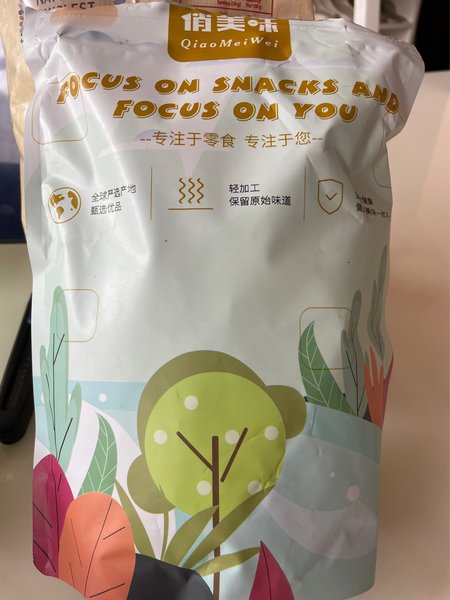 俏美味
QiaoMeiWei
FOCUS ON SNACKS AND
FOCUS ON YOU
--专注于零食 专注于您--
全球严选产地
甄选优品
轻加工
保留原始味道